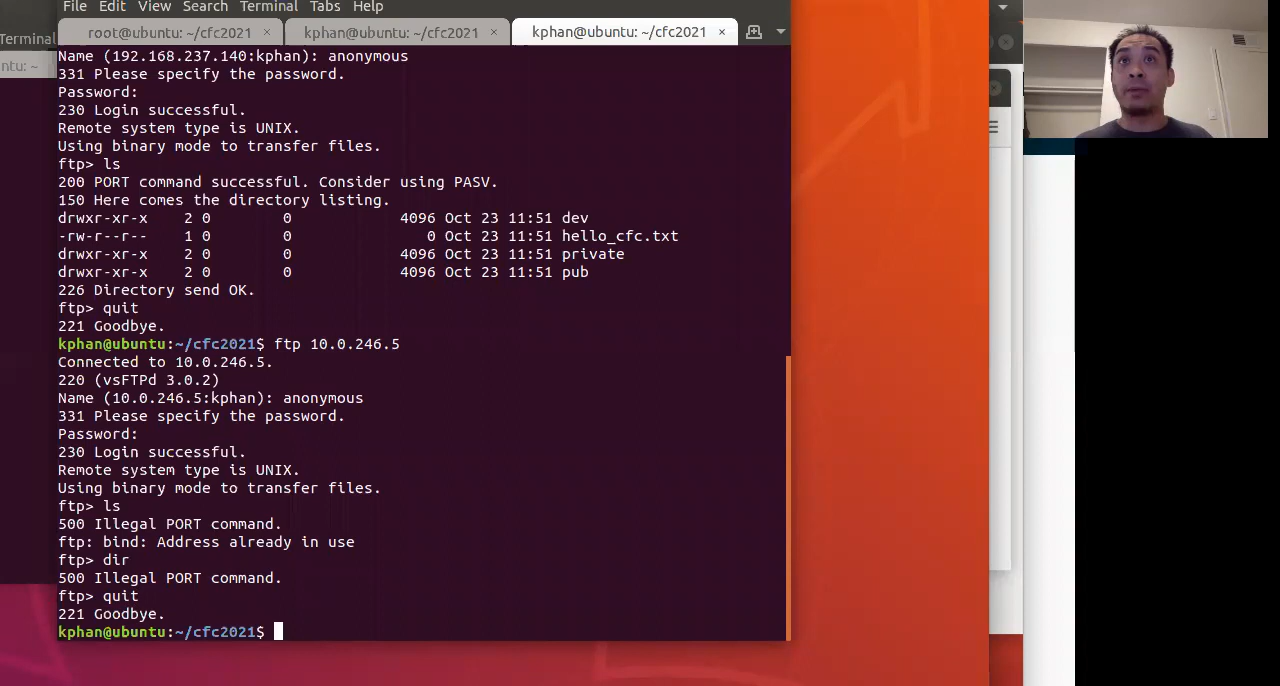 File Edit View Search Terminal Tabs Help
Terminal
root@ubuntu: ~/cfc2021 ×
kphan@ubuntu: ~/cfc2021 ×
kphan@ubuntu: ~/cfc2021 ×
ntu: ~
Name (192.168.237.140:kphan): anonymous
331 Please specify the password.
Password:
230 Login successful.
Remote system type is UNIX.
Using binary mode to transfer files.
ftp> ls
200 PORT command successful. Consider using PASV.
150 Here comes the directory listing.
drwxr-xr-x    2 0        0            4096 Oct 23 11:51 dev
-rw-r--r--    1 0        0               0 Oct 23 11:51 hello_cfc.txt
drwxr-xr-x    2 0        0            4096 Oct 23 11:51 private
drwxr-xr-x    2 0        0            4096 Oct 23 11:51 pub
226 Directory send OK.
ftp> quit
221 Goodbye.
kphan@ubuntu:~/cfc2021$ ftp 10.0.246.5
Connected to 10.0.246.5.
220 (vsFTPd 3.0.2)
Name (10.0.246.5:kphan): anonymous
331 Please specify the password.
Password:
230 Login successful.
Remote system type is UNIX.
Using binary mode to transfer files.
ftp> ls
500 Illegal PORT command.
ftp: bind: Address already in use
ftp> dir
500 Illegal PORT command.
ftp> quit
221 Goodbye.
kphan@ubuntu:~/cfc2021$